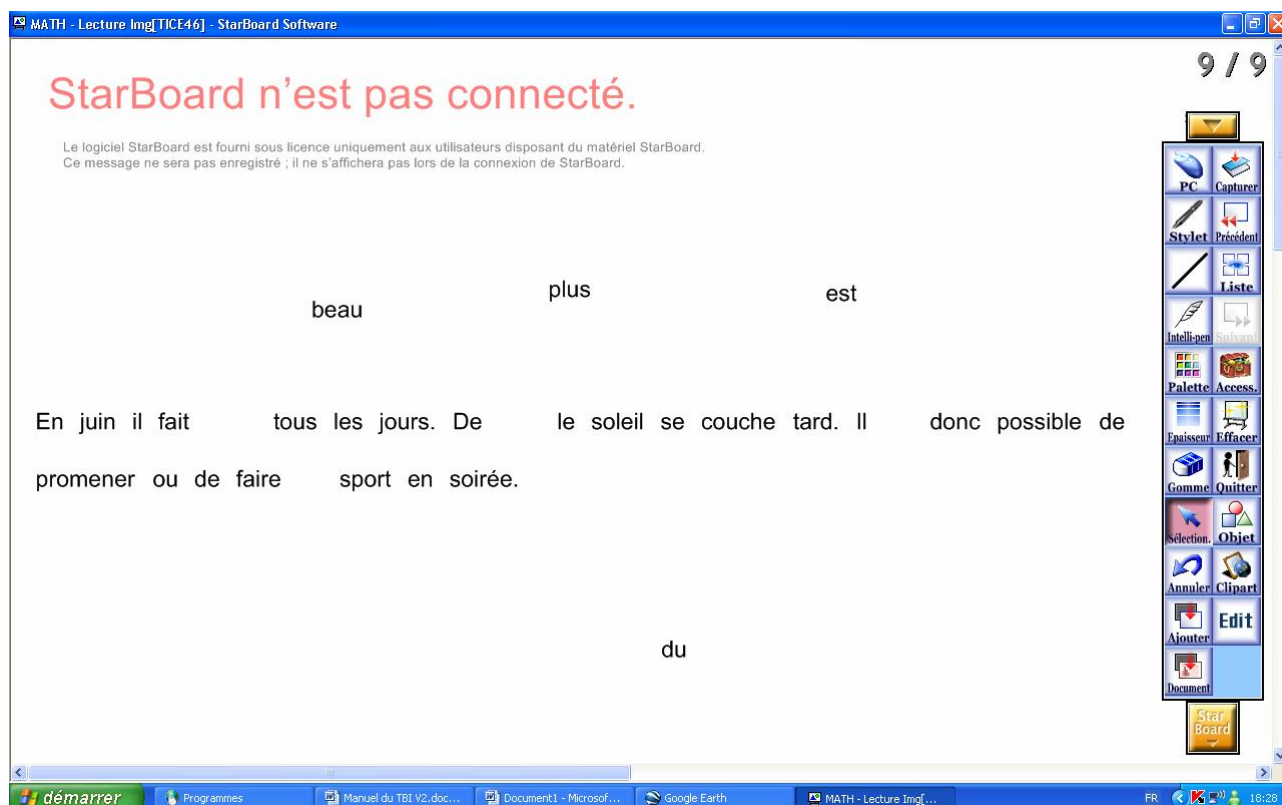 MATH - Lecture Img[TICE46] - StarBoard Software
9 / 9
StarBoard n'est pas connecté.
Le logiciel StarBoard est fourni sous licence uniquement aux utilisateurs disposant du matériel StarBoard.
Ce message ne sera pas enregistré ; il ne s'affichera pas lors de la connexion de StarBoard.
beau plus est
En juin il fait tous les jours. De le soleil se couche tard. Il donc possible de
promener ou de faire sport en soirée.
du
PC Capturer
Stylet Précédent
Liste
Intelli-pen Suivant
Palette Access.
Epaisseur Effacer
Gomme Quitter
Sélection. Objet
Annuler Clipart
Ajouter Edit
Document
Star
Board
démarrer Programmes Manuel du TBI V2.doc... Document1 - Microsof... Google Earth MATH - Lecture Img[... FR 18:28